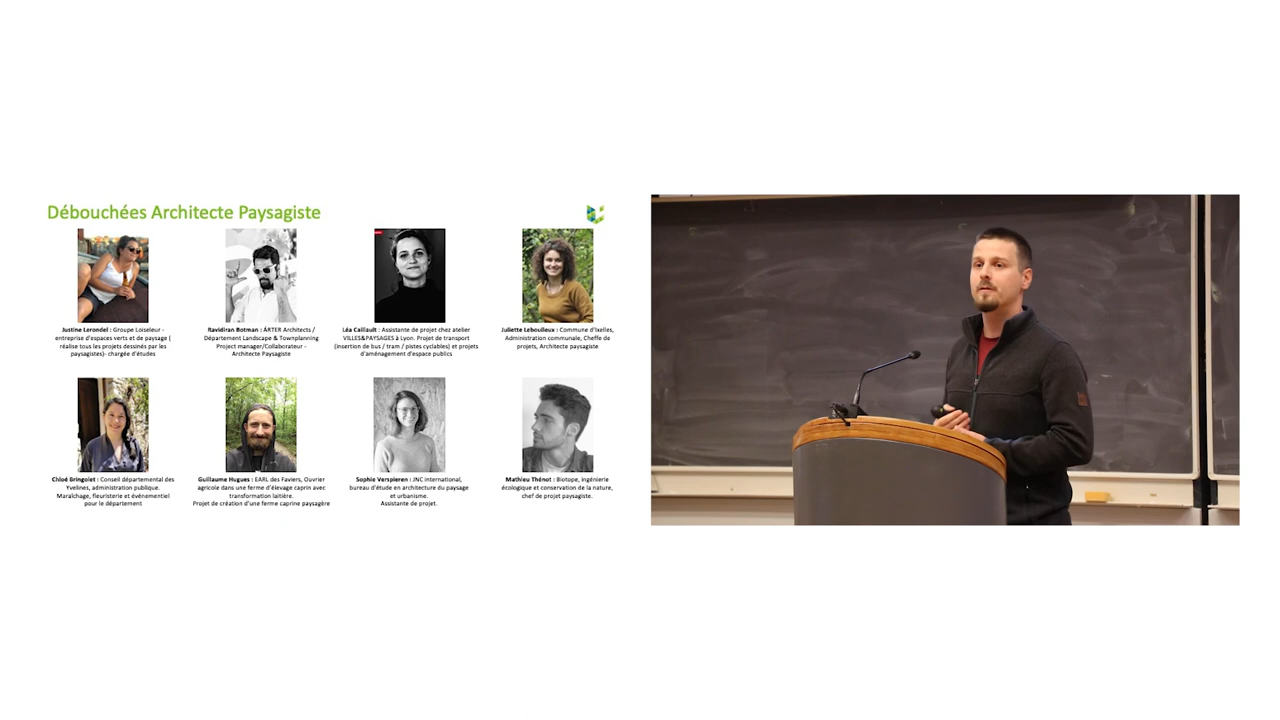 Débouchées Architecte Paysagiste
Justine Lerondel : Groupe Loiseleur -
entreprise d'espaces verts et de paysage (
réalise tous les projets dessinés par les
paysagistes)- chargée d'études
Ravidiran Botman : ÄRTER Architects /
Département Landscape & Townplanning
Project manager/Collaborateur -
Architecte Paysagiste
Léa Caillault : Assistante de projet chez atelier
VILLES&PAYSAGES à Lyon. Projet de transport
(insertion de bus / tram / pistes cyclables) et projets
d'aménagement d'espace publics
Juliette Leboulleux : Commune d'Ixelles,
Administration communale, Cheffe de
projets, Architecte paysagiste
Chloé Gringolet : Conseil départemental des
Yvelines, administration publique.
Maraîchage, fleuristerie et évènementiel
pour le département
Guillaume Hugues : EARL des Faviers, Ouvrier
agricole dans une ferme d'élevage caprin avec
transformation laitière.
Projet de création d'une ferme caprine paysagère
Sophie Verspieren : JNC International,
bureau d'étude en architecture du paysage
et urbanisme.
Assistante de projet.
Mathieu Thénot : Biotope, ingénierie
écologique et conservation de la nature,
chef de projet paysagiste.